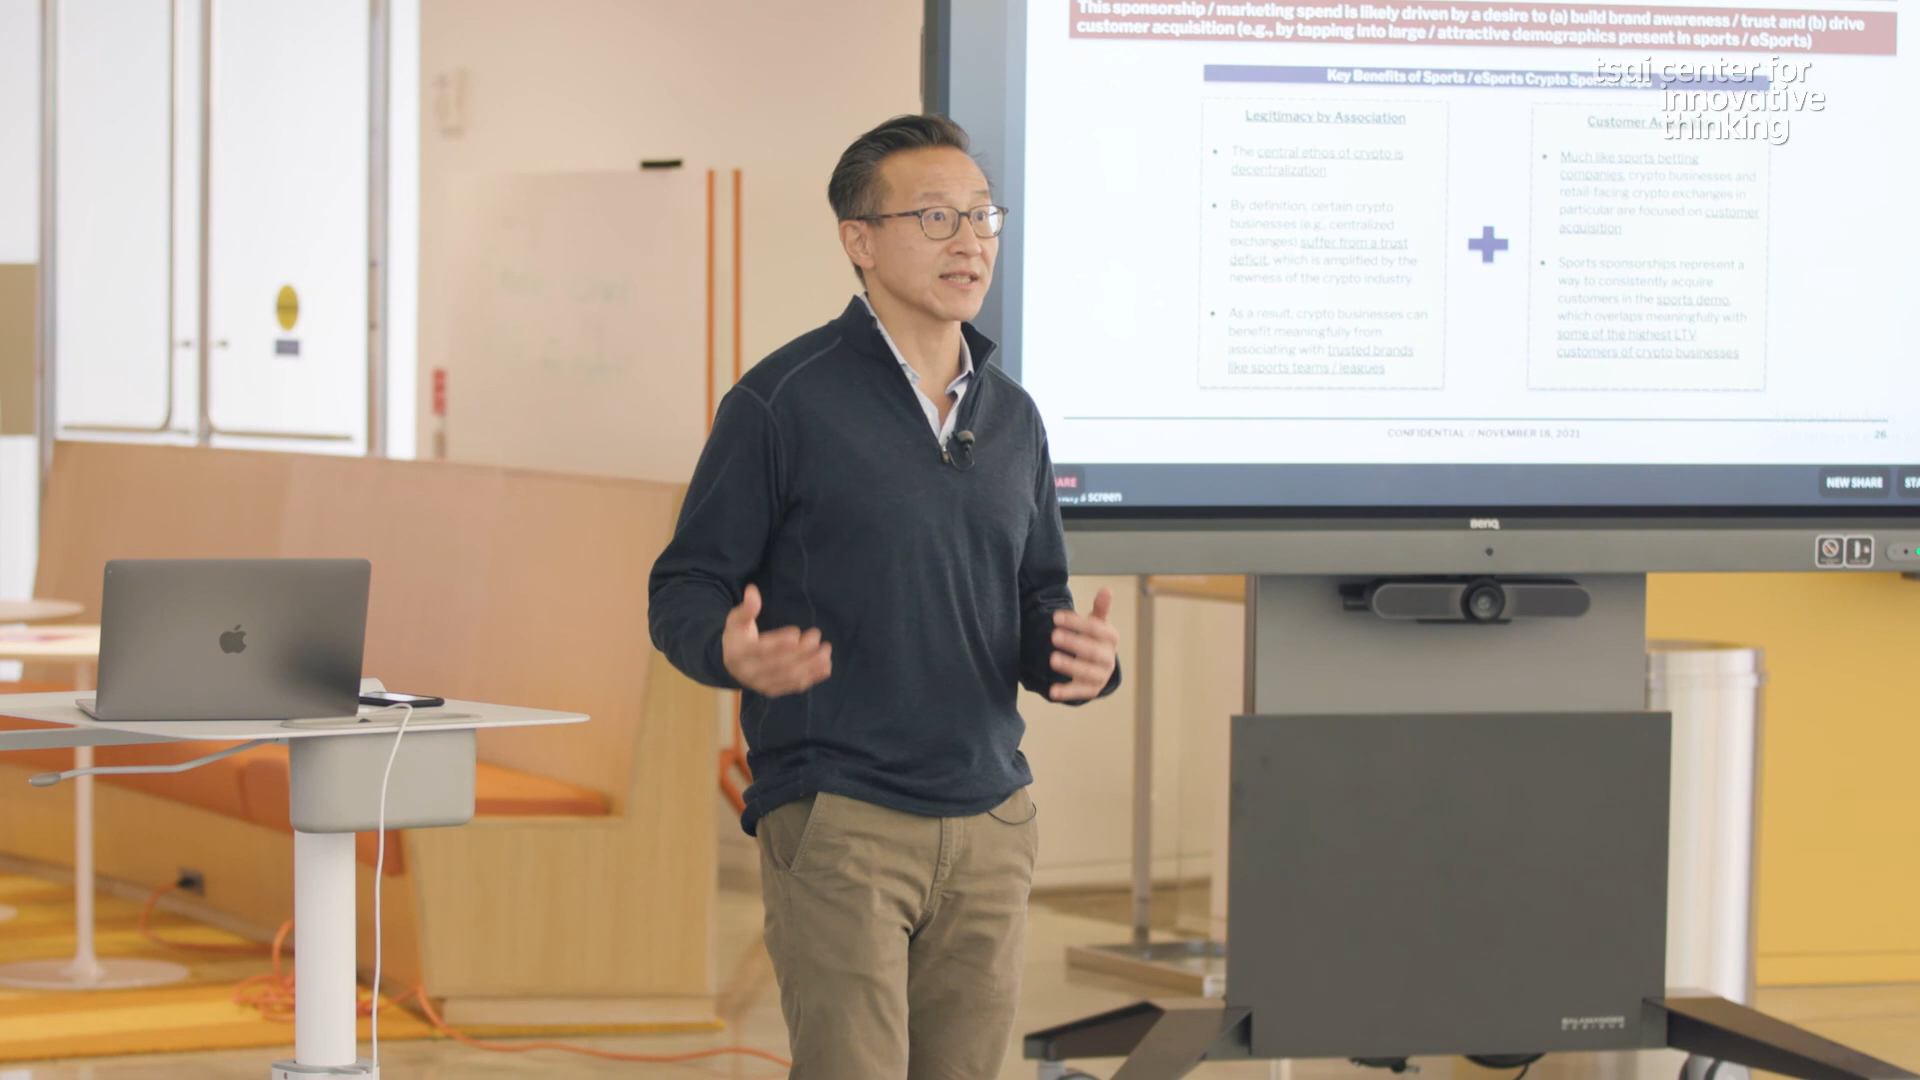 This sponsorship / marketing spend is likely driven by a desire to (a) build brand awareness / trust and (b) drive
customer acquisition (e.g., by tapping into large / attractive demographics present in sports / eSports)
Key Benefits of Sports / eSports Crypto
tsai center for
innovative
thinking
Legitimacy by Association
• The central ethos of crypto is
decentralization
• By definition, certain crypto
businesses (e.g., centralized
exchanges) suffer from a trust
deficit, which is amplified by the
newness of the crypto industry
• As a result, crypto businesses can
benefit meaningfully from
associating with trusted brands
like sports teams / leagues
Customer
• Much like sports betting
companies, crypto businesses and
retail-facing crypto exchanges in
particular are focused on customer
acquisition
• Sports sponsorships represent a
way to consistently acquire
customers in the sports demo,
which overlaps meaningfully with
some of the highest LTV
customers of crypto businesses
CONFIDENTIAL // NOVEMBER 18, 2021
26
ARE
screen
NEW SHARE
STA
BenQ